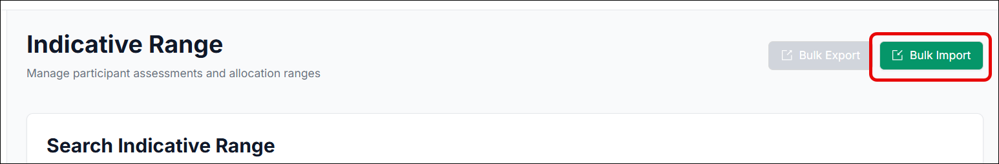 Indicative Range
Manage participant assessments and allocation ranges
Bulk Export
Bulk Import
Search Indicative Range